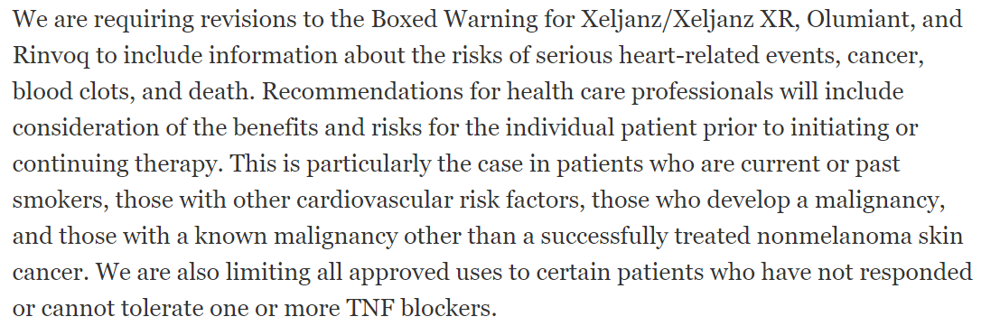 We are requiring revisions to the Boxed Warning for Xeljanz/Xeljanz XR, Olumiant, and
Rinvoq to include information about the risks of serious heart-related events, cancer,
blood clots, and death. Recommendations for health care professionals will include
consideration of the benefits and risks for the individual patient prior to initiating or
continuing therapy. This is particularly the case in patients who are current or past
smokers, those with other cardiovascular risk factors, those who develop a malignancy,
and those with a known malignancy other than a successfully treated nonmelanoma skin
cancer. We are also limiting all approved uses to certain patients who have not responded
or cannot tolerate one or more TNF blockers.